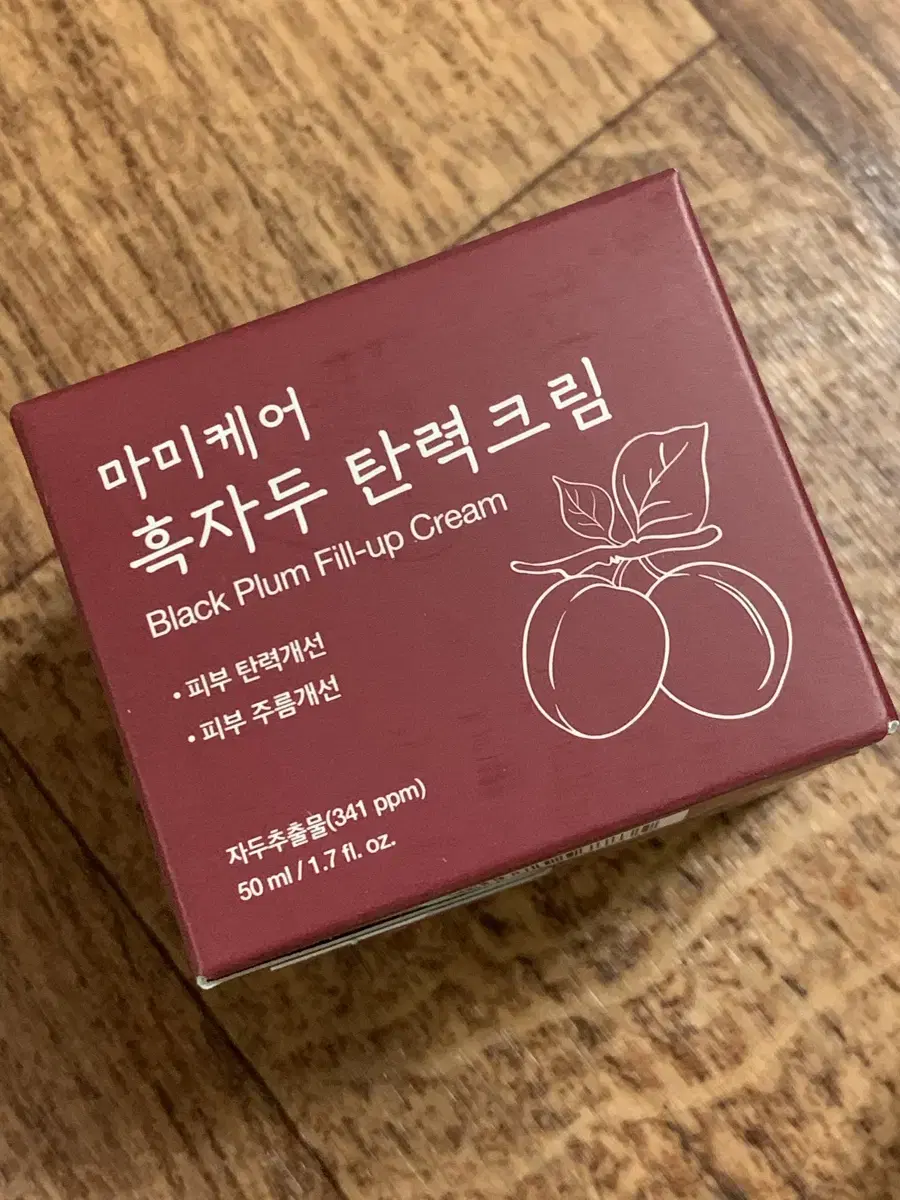 마미케어
흑자두 탄력크림
Black Plum Fill-up Cream
• 피부 탄력개선
• 피부 주름개선
자두추출물(341 ppm)
50 ml / 1.7 fl. oz.